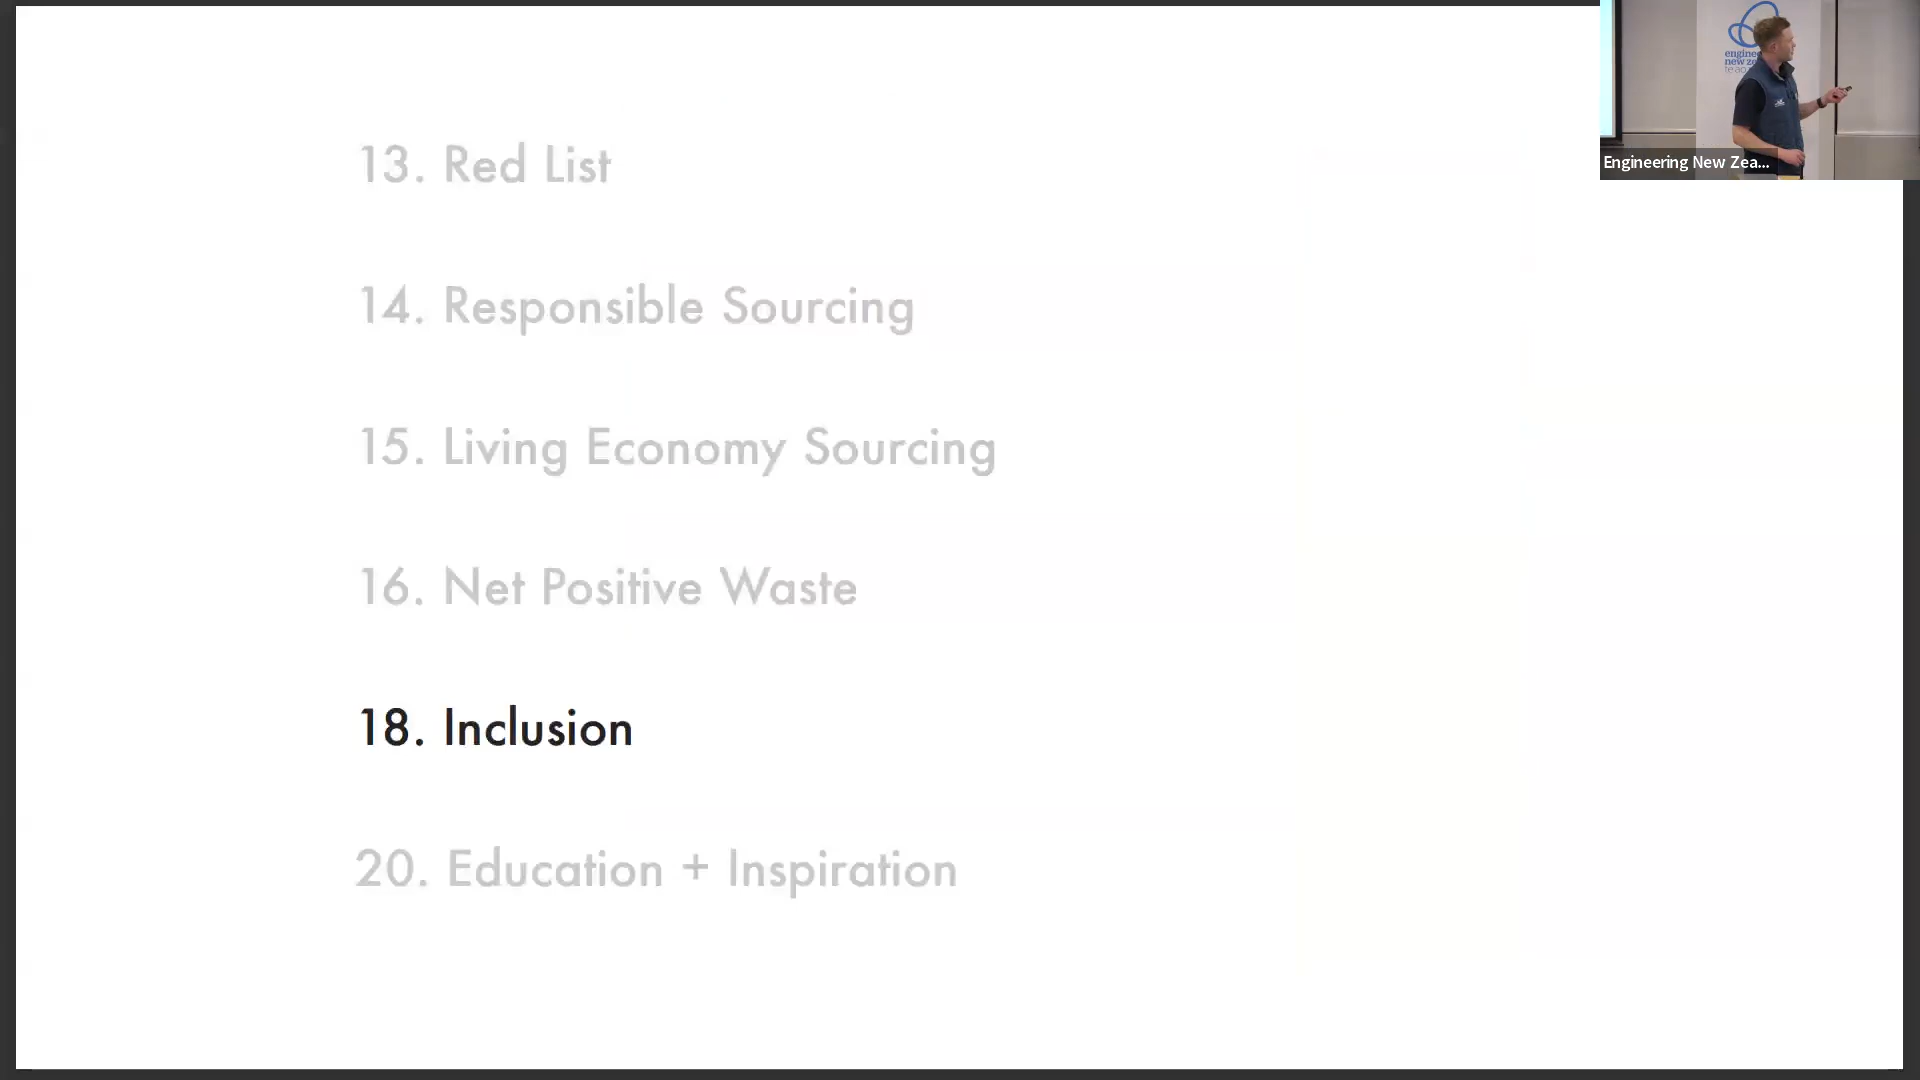 13. Red List
14. Responsible Sourcing
15. Living Economy Sourcing
16. Net Positive Waste
18. Inclusion
20. Education + Inspiration
Engineering New Zea...